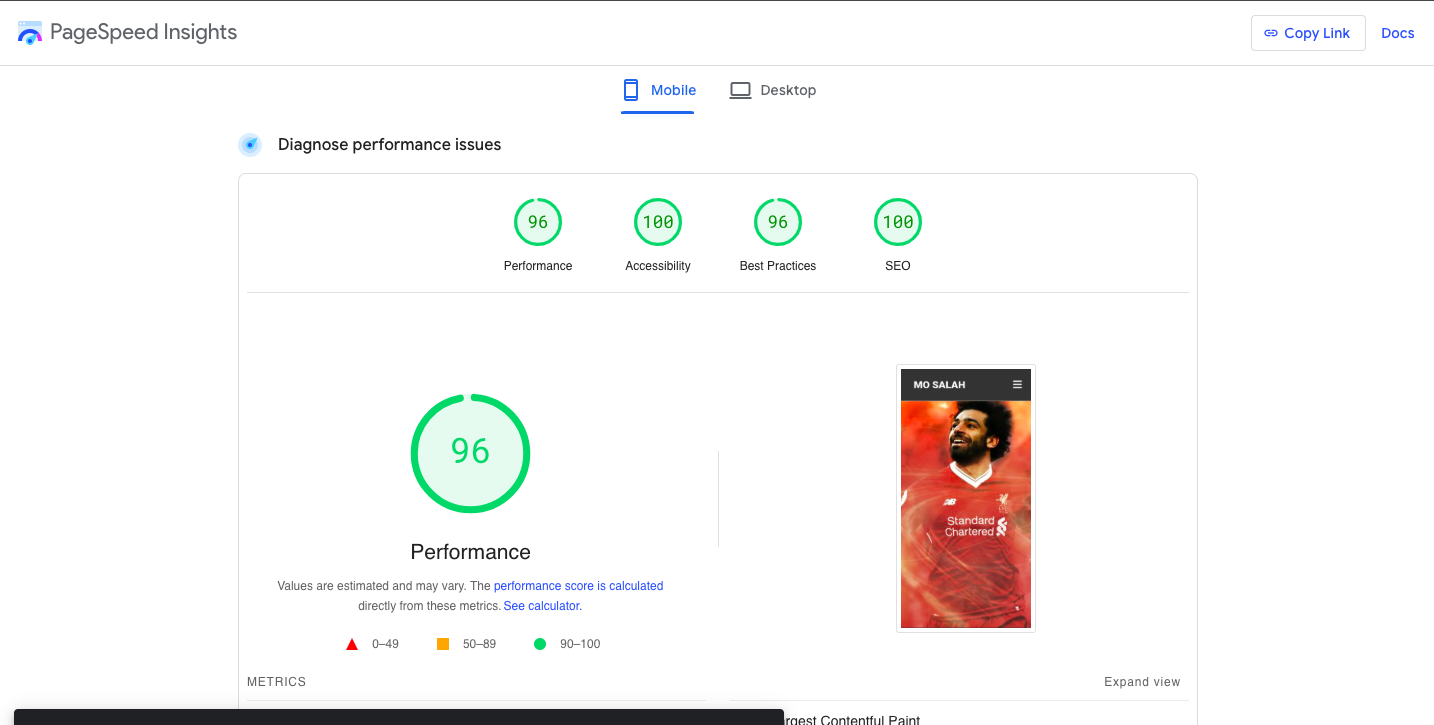 PageSpeed Insights
Copy Link
Docs
Mobile
Desktop
Diagnose performance issues
96
100
96
100
Performance
Accessibility
Best Practices
SEO
96
Performance
Values are estimated and may vary. The performance score is calculated
directly from these metrics. See calculator.
0–49
50–89
90–100
MO SALAH
Standard
Chartered
METRICS
Expand view
Contentful Paint